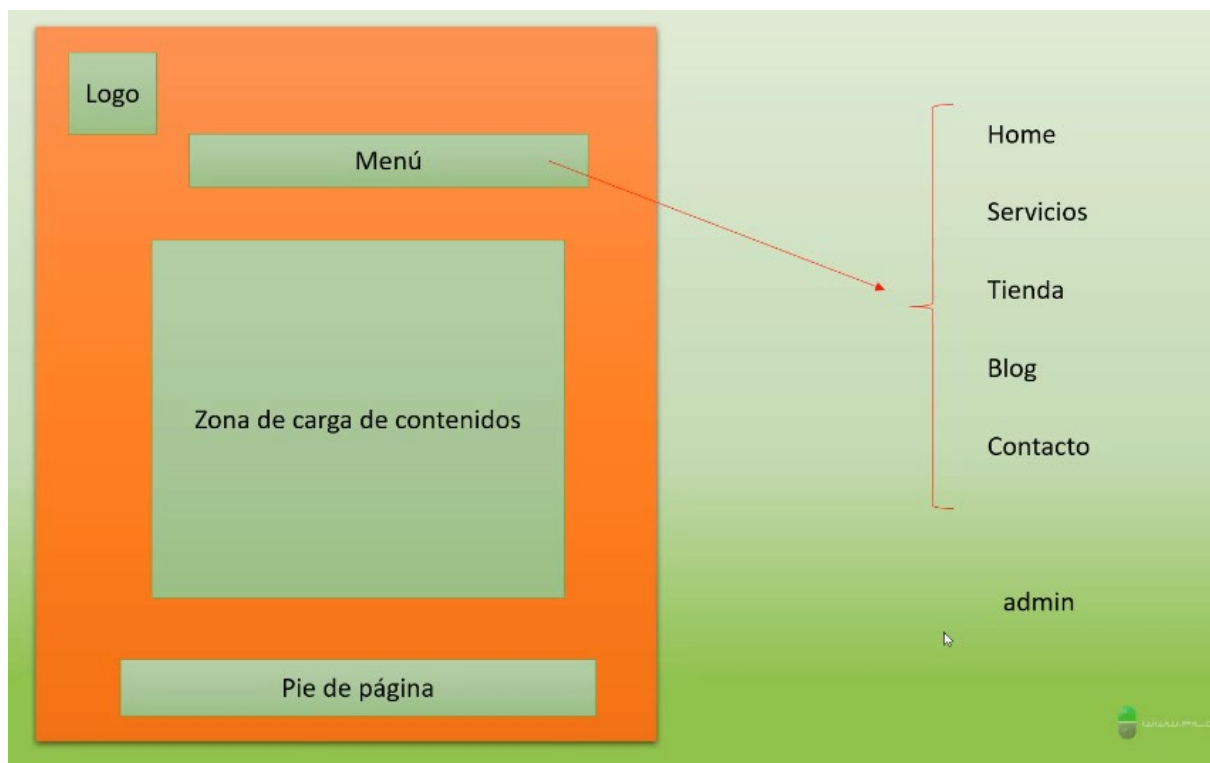 Logo
Menú
Zona de carga de contenidos
Pie de página
Home
Servicios
Tienda
Blog
Contacto
admin